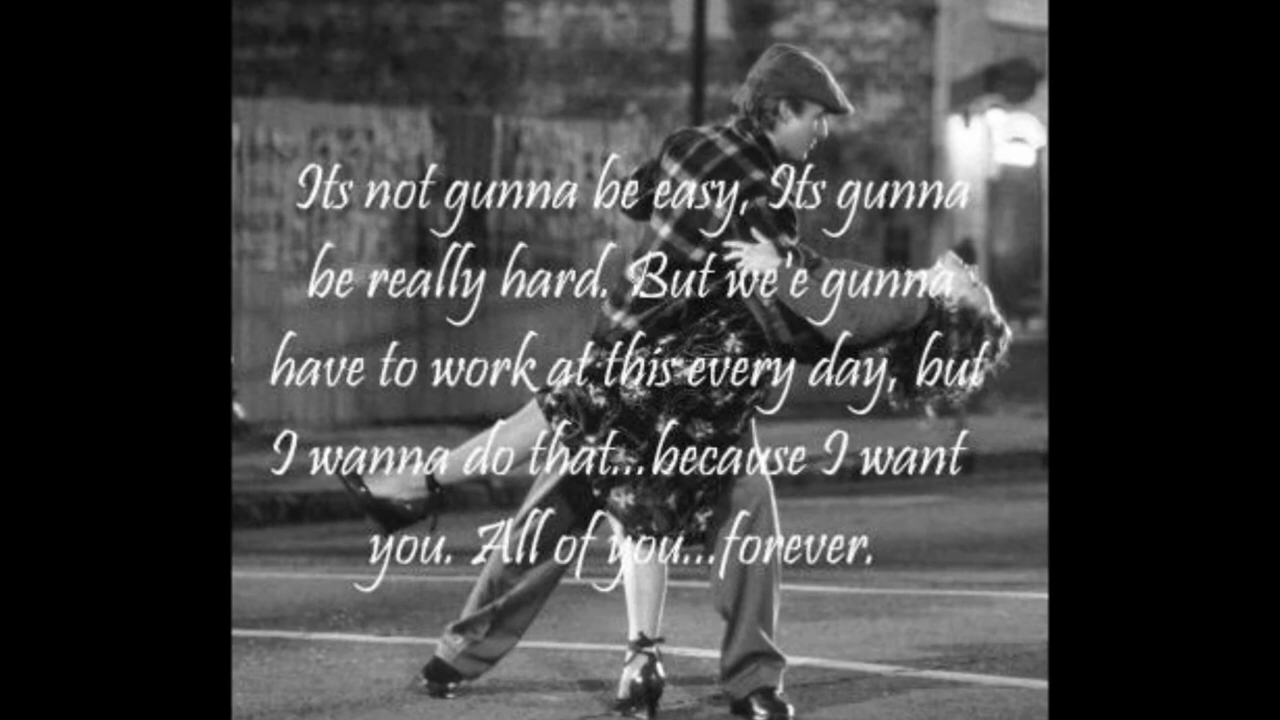 Its not gunna be easy, Its gunna
be really hard. But we'e gunna
have to work at this every day, but
I wanna do that...because I want
you. All of you...forever.